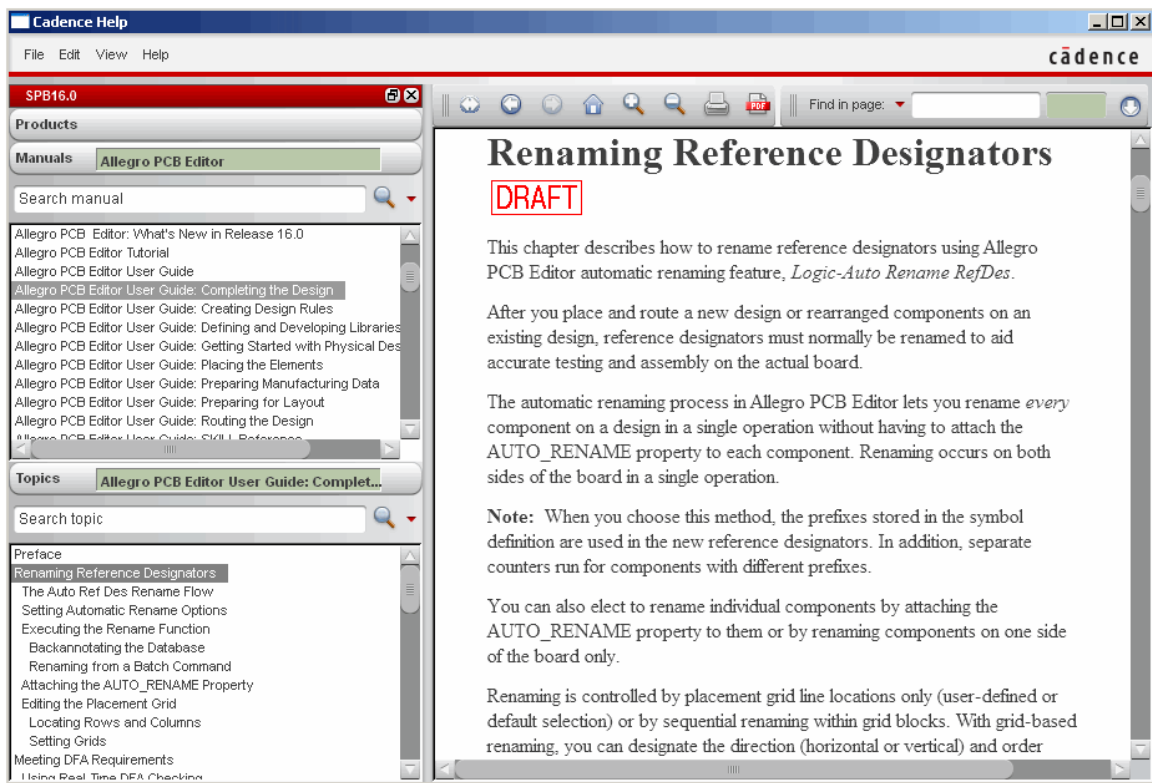 Cadence Help
File Edit View Help
cādence
SPB16.0
Products
Manuals Allegro PCB Editor
Search manual
Allegro PCB Editor: What's New in Release 16.0
Allegro PCB Editor Tutorial
Allegro PCB Editor User Guide
Allegro PCB Editor User Guide: Completing the Design
Allegro PCB Editor User Guide: Creating Design Rules
Allegro PCB Editor User Guide: Defining and Developing Libraries
Allegro PCB Editor User Guide: Getting Started with Physical Des
Allegro PCB Editor User Guide: Placing the Elements
Allegro PCB Editor User Guide: Preparing Manufacturing Data
Allegro PCB Editor User Guide: Preparing for Layout
Allegro PCB Editor User Guide: Routing the Design
Allegro PCB Editor User Guide: SKILL Reference
Topics Allegro PCB Editor User Guide: Complet...
Search topic
Preface
Renaming Reference Designators
The Auto Ref Des Rename Flow
Setting Automatic Rename Options
Executing the Rename Function
Backannotating the Database
Renaming from a Batch Command
Attaching the AUTO_RENAME Property
Editing the Placement Grid
Locating Rows and Columns
Setting Grids
Meeting DFA Requirements
Using Real Time DFA Checking
PDF
Find in page:
Renaming Reference Designators
DRAFT
This chapter describes how to rename reference designators using Allegro
PCB Editor automatic renaming feature, Logic-Auto Rename RefDes.
After you place and route a new design or rearranged components on an
existing design, reference designators must normally be renamed to aid
accurate testing and assembly on the actual board.
The automatic renaming process in Allegro PCB Editor lets you rename every
component on a design in a single operation without having to attach the
AUTO_RENAME property to each component. Renaming occurs on both
sides of the board in a single operation.
Note: When you choose this method, the prefixes stored in the symbol
definition are used in the new reference designators. In addition, separate
counters run for components with different prefixes.
You can also elect to rename individual components by attaching the
AUTO_RENAME property to them or by renaming components on one side
of the board only.
Renaming is controlled by placement grid line locations only (user-defined or
default selection) or by sequential renaming within grid blocks. With grid-based
renaming, you can designate the direction (horizontal or vertical) and order